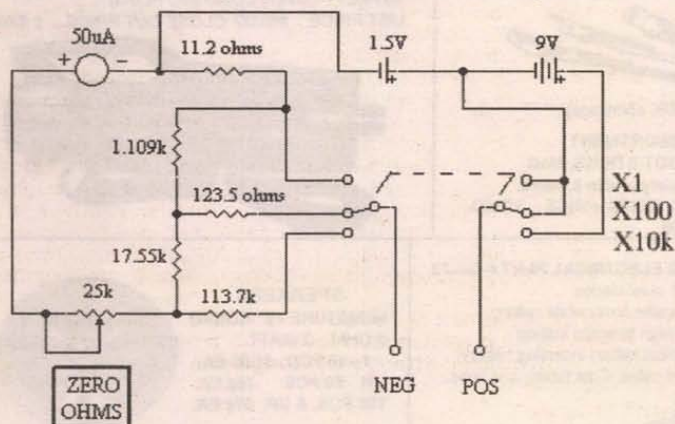 50uA
+
−
11.2 ohms
1.5V
+
9V
+
1.109k
123.5 ohms
17.55k
25k
113.7k
X1
X100
X10k
NEG
POS
ZERO
OHMS